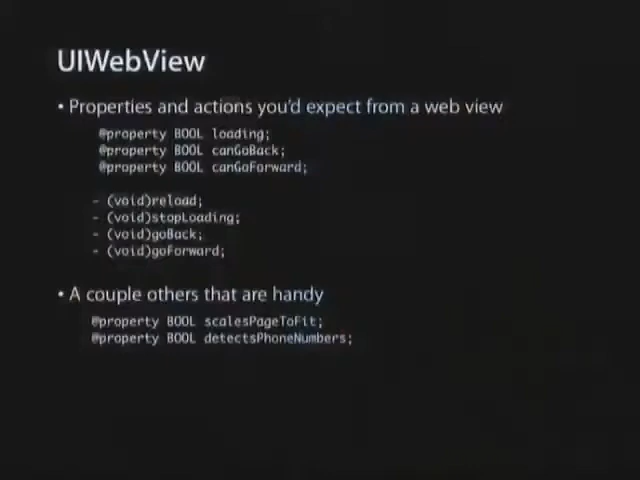 UIWebView
• Properties and actions you'd expect from a web view
@property BOOL loading;
@property BOOL canGoBack;
@property BOOL canGoForward;
- (void)reload;
- (void)stopLoading;
- (void)goBack;
- (void)goForward;
• A couple others that are handy
@property BOOL scalesPageToFit;
@property BOOL detectsPhoneNumbers;